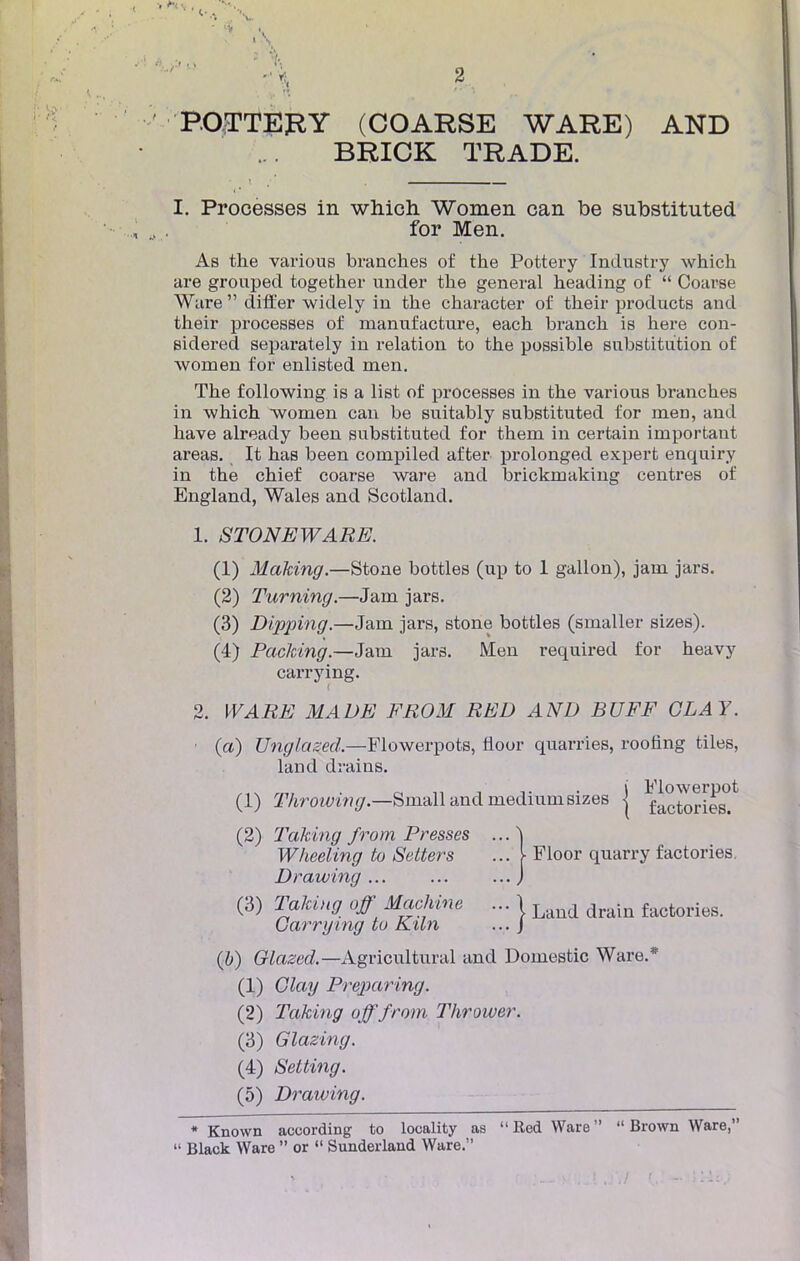 2
POTTERY (COARSE WARE) AND
BRICK TRADE.
I. Processes in which Women can be substituted
for Men.
As the various branches of the Pottery Industry which
are grouped together under the general heading of “ Coarse
Ware ” differ widely in the character of their products and
their processes of manufacture, each branch is here con-
sidered separately in relation to the possible substitution of
women for enlisted men.
The following is a list of processes in the various branches
in which women can be suitably substituted for men, and
have already been substituted for them in certain important
areas. It has been compiled after prolonged expert enquiry
in the chief coarse ware and brickmaking centres of
England, Wales and Scotland.
1. STONEWARE.
(1) Making.—Stone bottles (up to 1 gallon), jam jars.
(2) Turning.—Jam jars.
(3) Dipping.—Jam jars, stone bottles (smaller sizes).
(4) Packing.—Jam jars. Men required for heavy
carrying.
2. WARE MADE FROM RED AND BUFF CLAY.
(a) Unglazed.—Flowerpots, floor quarries, roofing tiles,
land drains.
(1) Throwing.—Small and medium sizes { Flowerpot
factories.
(2) Taking from Presses ...
Wheeling to Setters ... } Floor quarry factories.
Drawing ... ... ...
(3) Taking off Machine ... } Land drain factories.
Carrying to Kiln ...
(b) Glazed.—Agricultural and Domestic Ware.*
(1) Clay Preparing.
(2) Taking off from Thrower.
(3) Glazing.
(4) Setting.
(5) Drawing.
* Known according to locality as “ Red Ware ” “ Brown Ware,”
“ Black Ware ” or “ Sunderland Ware.”